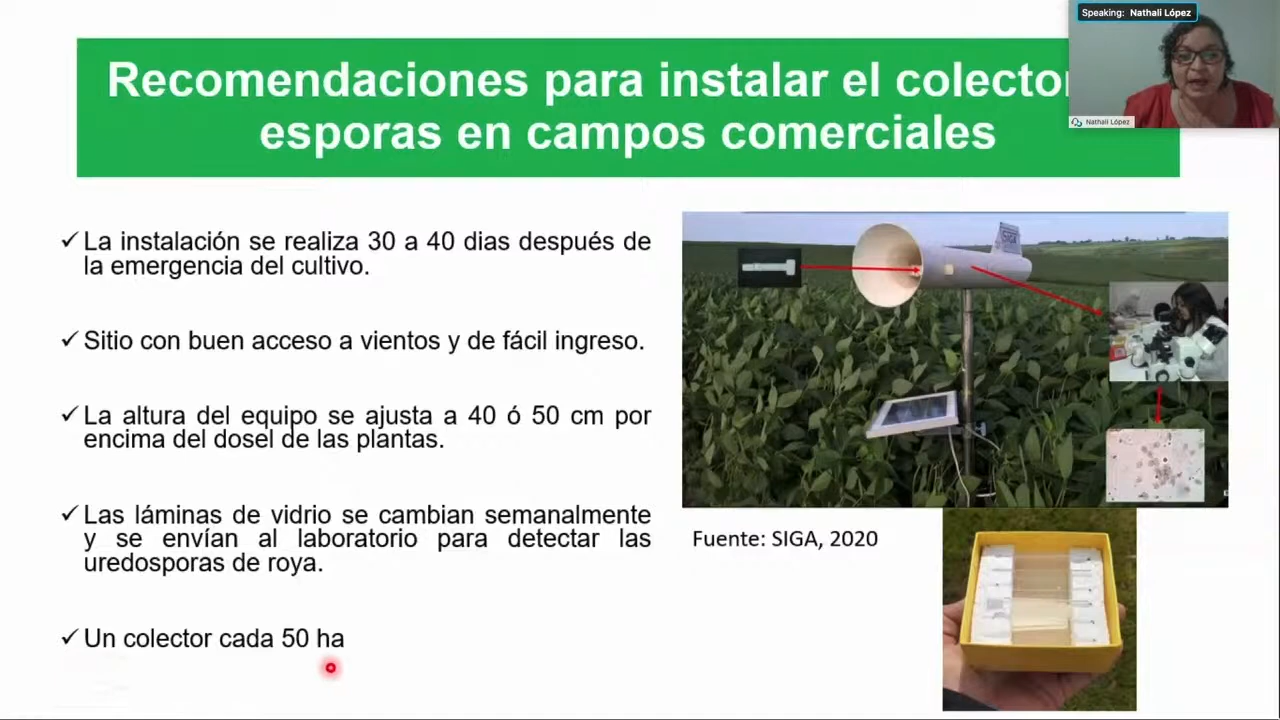 Speaking: Nathali López
Nathali López
Recomendaciones para instalar el colector
esporas en campos comerciales
La instalación se realiza 30 a 40 dias después de
la emergencia del cultivo.
Sitio con buen acceso a vientos y de fácil ingreso.
La altura del equipo se ajusta a 40 ó 50 cm por
encima del dosel de las plantas.
Las láminas de vidrio se cambian semanalmente
y se envían al laboratorio para detectar las
uredosporas de roya.
Un colector cada 50 ha
SIGA
Fuente: SIGA, 2020